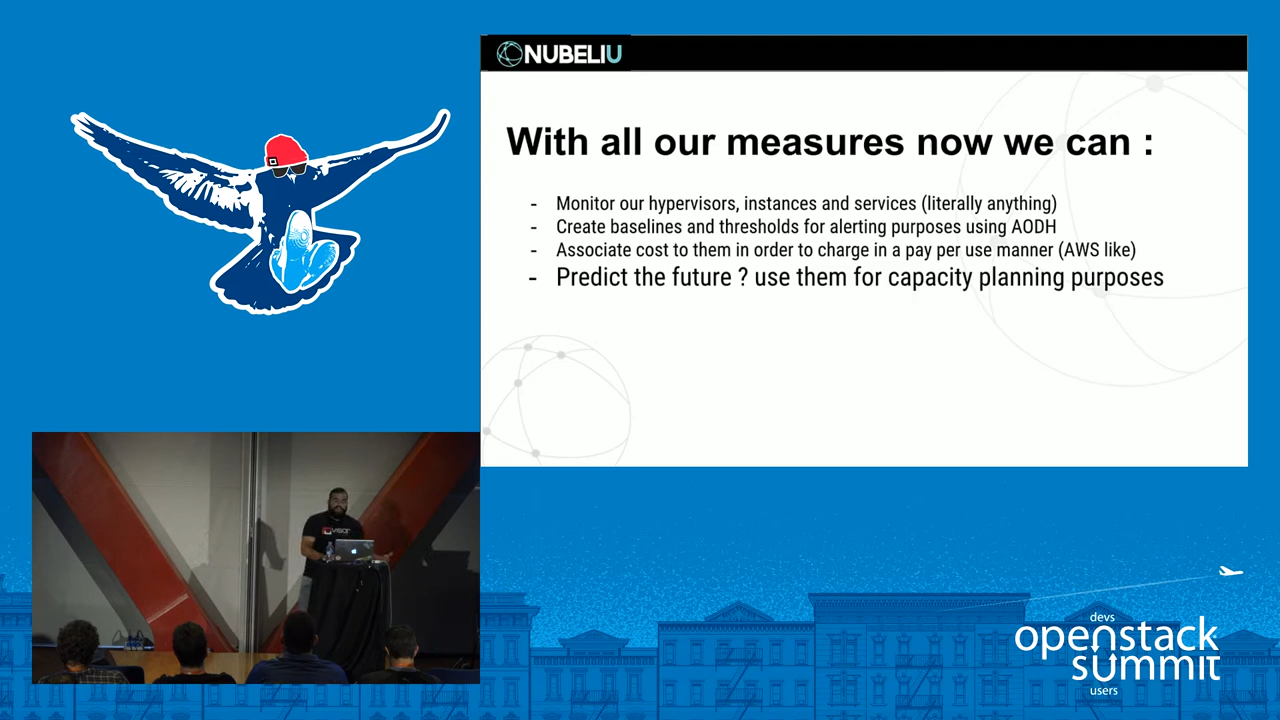 NUBELIU
With all our measures now we can :
- Monitor our hypervisors, instances and services (literally anything)
- Create baselines and thresholds for alerting purposes using AODH
- Associate cost to them in order to charge in a pay per use manner (AWS like)
- Predict the future ? use them for capacity planning purposes
devs
openstack
summit
users